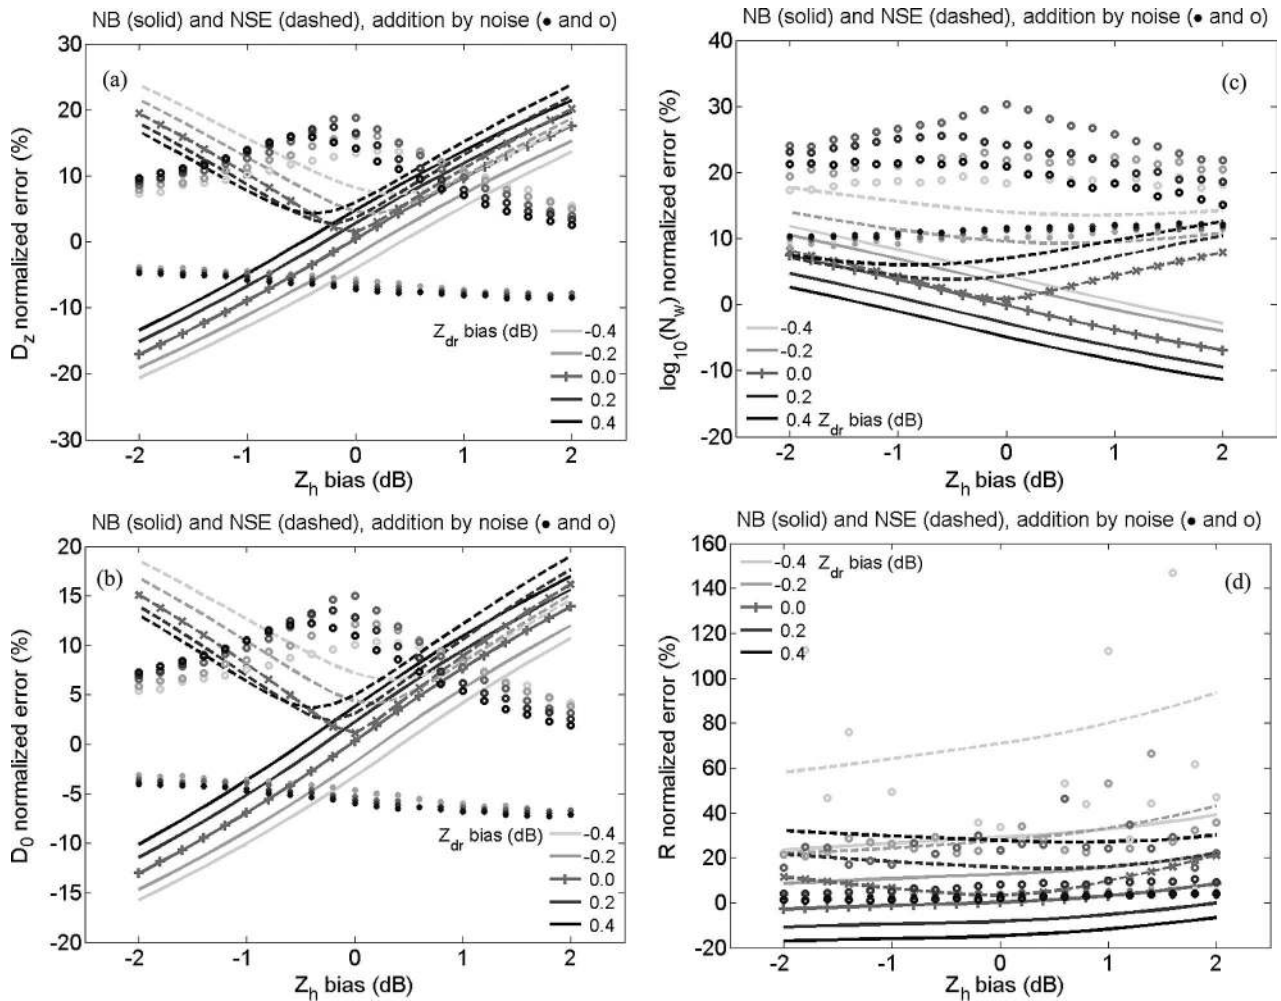 NB (solid) and NSE (dashed), addition by noise (• and o)
(a)
D_z normalized error (%)
30
20
10
0
-10
-20
-30
-2 -1 0 1 2
Z_h bias (dB)
Z_dr bias (dB)
-0.4
-0.2
0.0
0.2
0.4
NB (solid) and NSE (dashed), addition by noise (• and o)
(c)
log_10(N_w) normalized error (%)
40
30
20
10
0
-10
-20
-2 -1 0 1 2
Z_h bias (dB)
-0.4
-0.2
0.0
0.2
0.4 Z_dr bias (dB)
NB (solid) and NSE (dashed), addition by noise (• and o)
(b)
D_0 normalized error (%)
20
15
10
5
0
-5
-10
-15
-20
-2 -1 0 1 2
Z_h bias (dB)
Z_dr bias (dB)
-0.4
-0.2
0.0
0.2
0.4
NB (solid) and NSE (dashed), addition by noise (• and o)
(d)
R normalized error (%)
160
140
120
100
80
60
40
20
0
-20
-2 -1 0 1 2
Z_h bias (dB)
-0.4 Z_dr bias (dB)
-0.2
0.0
0.2
0.4